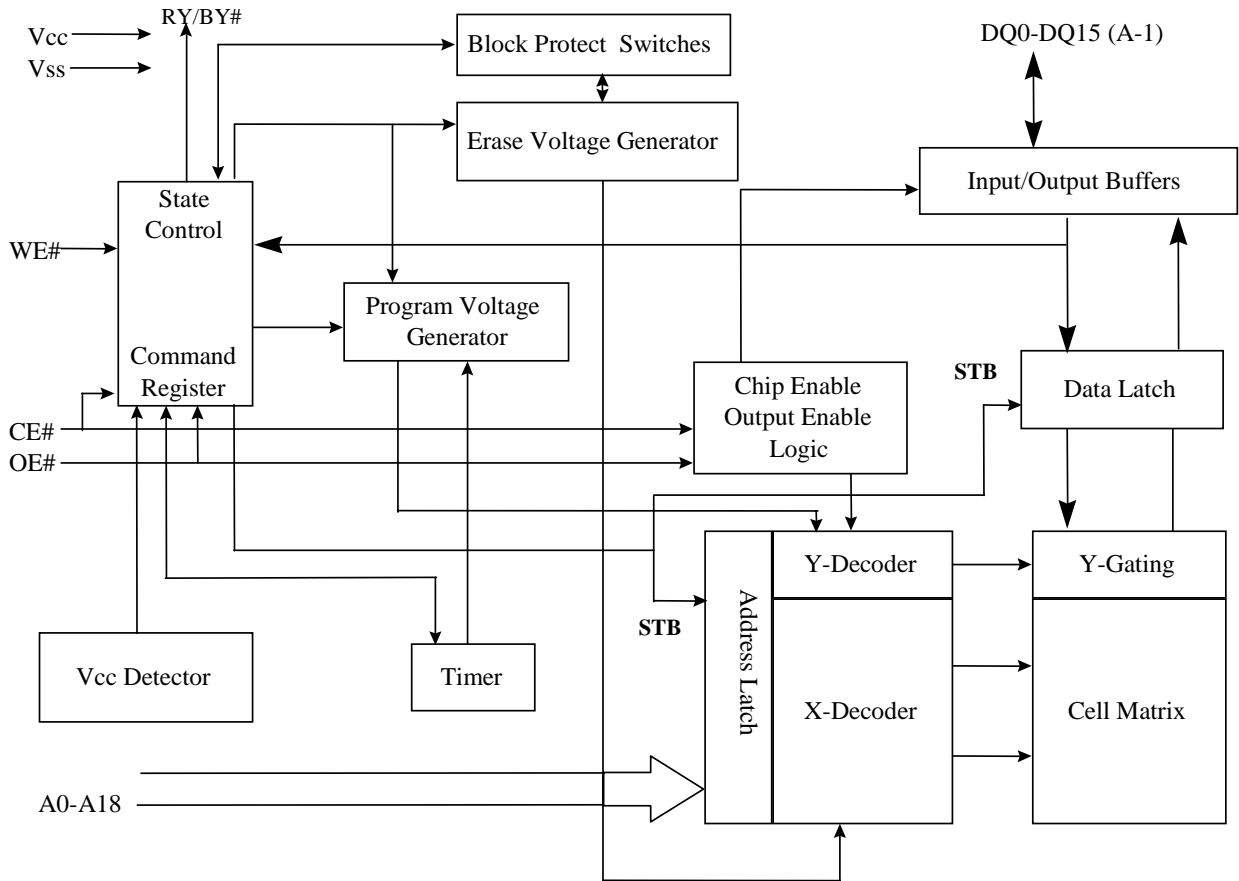 RY/BY#
Vcc
Vss
Block Protect Switches
DQ0-DQ15 (A-1)
Erase Voltage Generator
Input/Output Buffers
State
Control
WE#
Program Voltage
Generator
Command
Register
STB
Chip Enable
Output Enable
Logic
Data Latch
CE#
OE#
Y-Decoder
Y-Gating
STB
Address Latch
Vcc Detector
Timer
X-Decoder
Cell Matrix
A0-A18